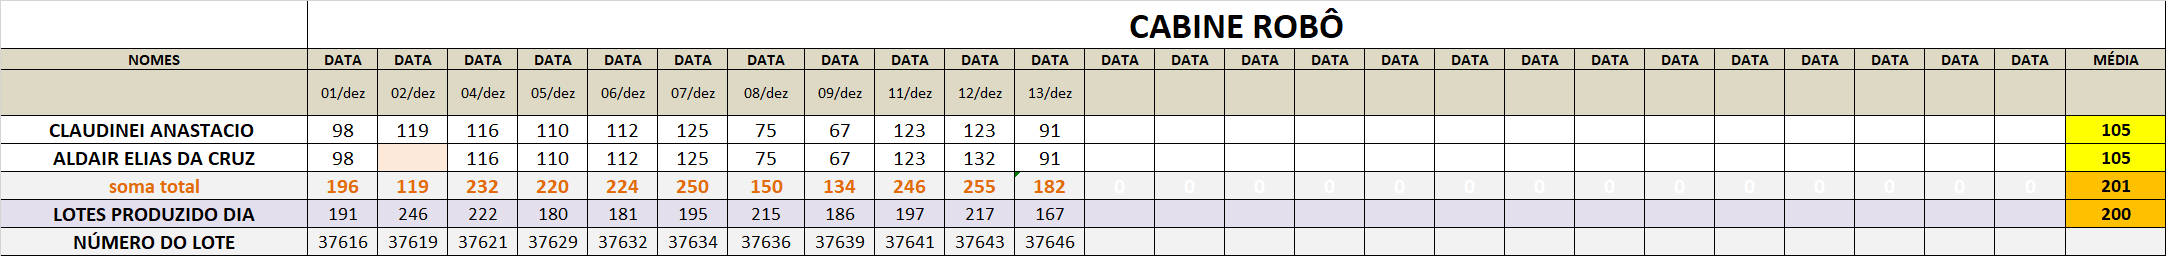 CABINE ROBÔ
NOMES DATA DATA DATA DATA DATA DATA DATA DATA DATA DATA DATA DATA DATA DATA DATA DATA DATA DATA DATA DATA DATA DATA DATA DATA DATA MÉDIA
01/dez 02/dez 04/dez 05/dez 06/dez 07/dez 08/dez 09/dez 11/dez 12/dez 13/dez
CLAUDINEI ANASTACIO 98 119 116 110 112 125 75 67 123 123 91 105
ALDAIR ELIAS DA CRUZ 98 116 110 112 125 75 67 123 132 91 105
soma total 196 119 232 220 224 250 150 134 246 255 182 0 0 0 0 0 0 0 0 0 0 0 0 0 0 201
LOTES PRODUZIDO DIA 191 246 222 180 181 195 215 186 197 217 167 200
NÚMERO DO LOTE 37616 37619 37621 37629 37632 37634 37636 37639 37641 37643 37646